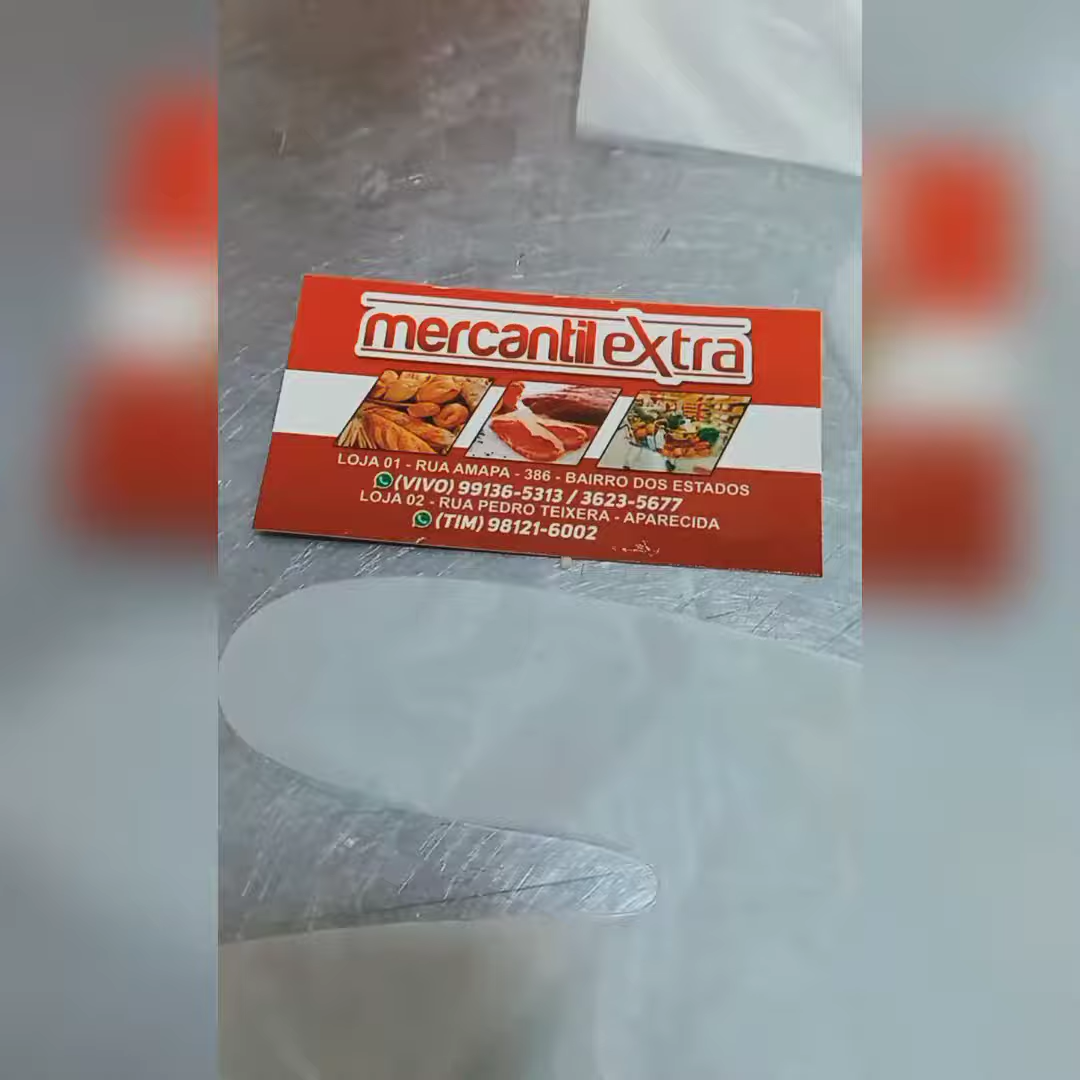 mercantil extra
LOJA 01 - RUA AMAPA - 386 - BAIRRO DOS ESTADOS
(VIVO) 99136-5313 / 3623-5677
LOJA 02 - RUA PEDRO TEIXERA - APARECIDA
(TIM) 98121-6002